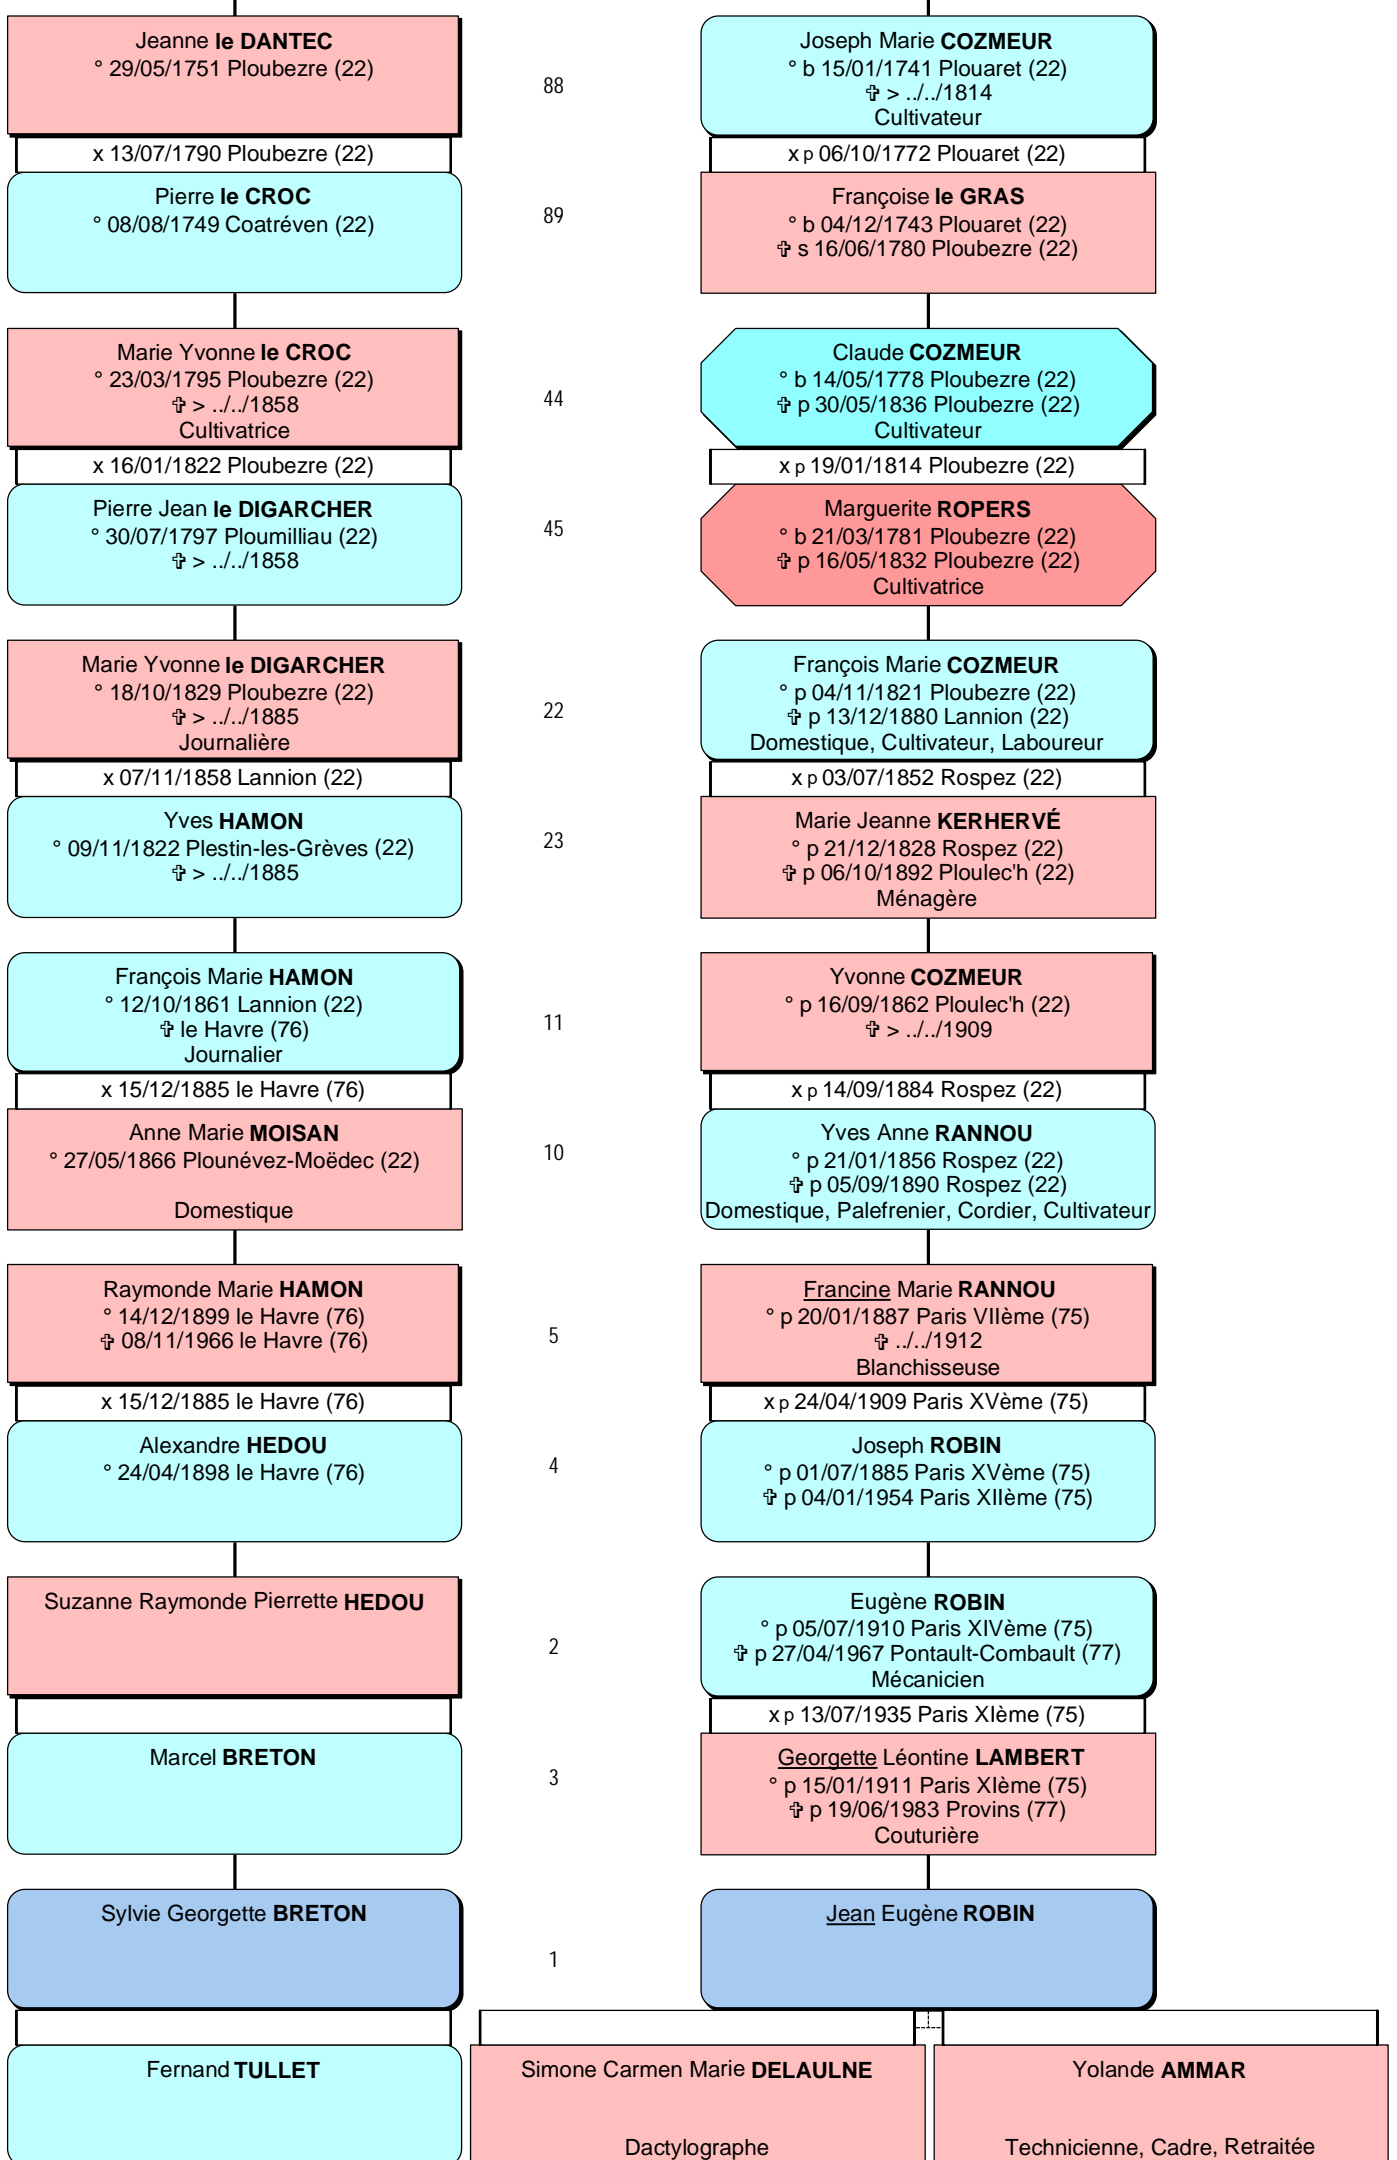 Jeanne le DANTEC
° 29/05/1751 Ploubezre (22)
88
Joseph Marie COZMEUR
° b 15/01/1741 Plouaret (22)
✞ > ../../1814
Cultivateur
x 13/07/1790 Ploubezre (22)
x p 06/10/1772 Plouaret (22)
Pierre le CROC
° 08/08/1749 Coatréven (22)
89
Françoise le GRAS
° b 04/12/1743 Plouaret (22)
✞ s 16/06/1780 Ploubezre (22)
Marie Yvonne le CROC
° 23/03/1795 Ploubezre (22)
✞ > ../../1858
Cultivatrice
44
Claude COZMEUR
° b 14/05/1778 Ploubezre (22)
✞ p 30/05/1836 Ploubezre (22)
Cultivateur
x 16/01/1822 Ploubezre (22)
x p 19/01/1814 Ploubezre (22)
Pierre Jean le DIGARCHER
° 30/07/1797 Ploumilliau (22)
✞ > ../../1858
45
Marguerite ROPERS
° b 21/03/1781 Ploubezre (22)
✞ p 16/05/1832 Ploubezre (22)
Cultivatrice
Marie Yvonne le DIGARCHER
° 18/10/1829 Ploubezre (22)
✞ > ../../1885
Journalière
22
François Marie COZMEUR
° p 04/11/1821 Ploubezre (22)
✞ p 13/12/1880 Lannion (22)
Domestique, Cultivateur, Laboureur
x 07/11/1858 Lannion (22)
x p 03/07/1852 Rospez (22)
Yves HAMON
° 09/11/1822 Plestin-les-Grèves (22)
✞ > ../../1885
23
Marie Jeanne KERHERVÉ
° p 21/12/1828 Rospez (22)
✞ p 06/10/1892 Ploulec'h (22)
Ménagère
François Marie HAMON
° 12/10/1861 Lannion (22)
✞ le Havre (76)
Journalier
11
Yvonne COZMEUR
° p 16/09/1862 Ploulec'h (22)
✞ > ../../1909
x 15/12/1885 le Havre (76)
x p 14/09/1884 Rospez (22)
Anne Marie MOISAN
° 27/05/1866 Plounévez-Moëdec (22)
Domestique
10
Yves Anne RANNOU
° p 21/01/1856 Rospez (22)
✞ p 05/09/1890 Rospez (22)
Domestique, Palefrenier, Cordier, Cultivateur
Raymonde Marie HAMON
° 14/12/1899 le Havre (76)
✞ 08/11/1966 le Havre (76)
5
Francine Marie RANNOU
° p 20/01/1887 Paris VIIème (75)
✞ ../../1912
Blanchisseuse
x 15/12/1885 le Havre (76)
x p 24/04/1909 Paris XVème (75)
Alexandre HEDOU
° 24/04/1898 le Havre (76)
4
Joseph ROBIN
° p 01/07/1885 Paris XVème (75)
✞ p 04/01/1954 Paris XIIème (75)
Suzanne Raymonde Pierrette HEDOU
2
Eugène ROBIN
° p 05/07/1910 Paris XIVème (75)
✞ p 27/04/1967 Pontault-Combault (77)
Mécanicien
x p 13/07/1935 Paris XIème (75)
Marcel BRETON
3
Georgette Léontine LAMBERT
° p 15/01/1911 Paris XIème (75)
✞ p 19/06/1983 Provins (77)
Couturière
Sylvie Georgette BRETON
1
Jean Eugène ROBIN
Fernand TULLET
Simone Carmen Marie DELAULNE
Dactylographe
Yolande AMMAR
Technicienne, Cadre, Retraitée